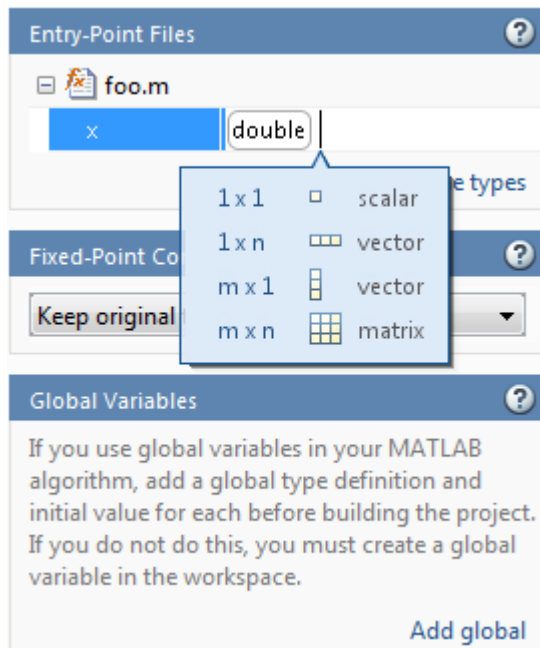 Entry-Point Files
foo.m
x double
e types
1 x 1 scalar
1 x n vector
m x 1 vector
m x n matrix
Fixed-Point Co
Keep original
Global Variables
If you use global variables in your MATLAB
algorithm, add a global type definition and
initial value for each before building the project.
If you do not do this, you must create a global
variable in the workspace.
Add global